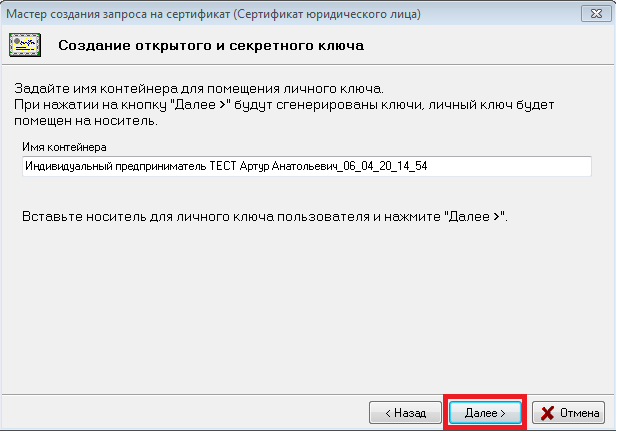 Мастер создания запроса на сертификат (Сертификат юридического лица)
Создание открытого и секретного ключа
Задайте имя контейнера для помещения личного ключа.
При нажатии на кнопку "Далее >" будут сгенерированы ключи, личный ключ будет
помещен на носитель.
Имя контейнера
Индивидуальный предприниматель ТЕСТ Артур Анатольевич_06_04_20_14_54
Вставьте носитель для личного ключа пользователя и нажмите "Далее >".
< Назад
Далее >
Отмена